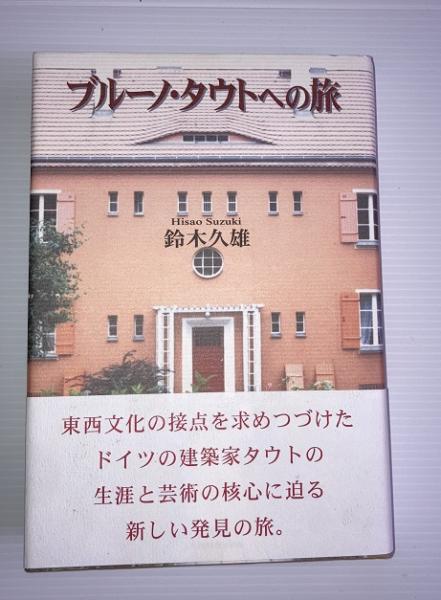 ブルーノ・タウトへの旅
Hisao Suzuki
鈴木久雄
東西文化の接点を求めつづけた
ドイツの建築家タウトの
生涯と芸術の核心に迫る
新しい発見の旅。